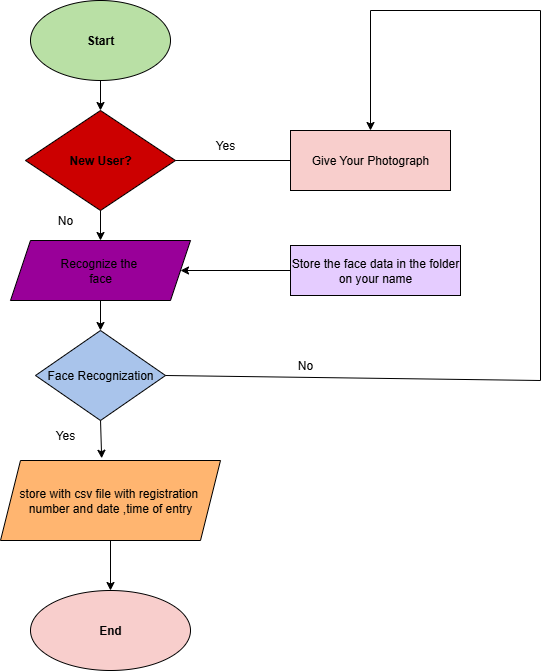 Start
New User?
Yes
Give Your Photograph
No
Recognize the
face
Store the face data in the folder
on your name
Face Recognization
No
Yes
store with csv file with registration
number and date ,time of entry
End